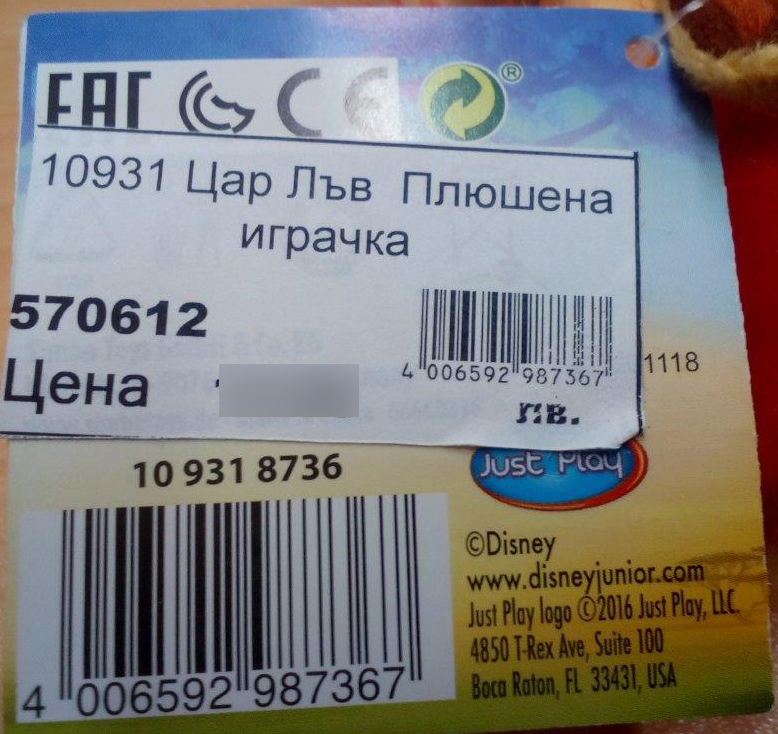 EAC CE ®
10931 Цар Лъв Плюшена
играчка
570612
4 006592 987367
1118
Цена
лв.
10 931 8736
Just Play
©Disney
www.disneyjunior.com
Just Play logo ©2016 Just Play, LLC.
4850 T-Rex Ave, Suite 100
Boca Raton, FL 33431, USA
4 006592 987367